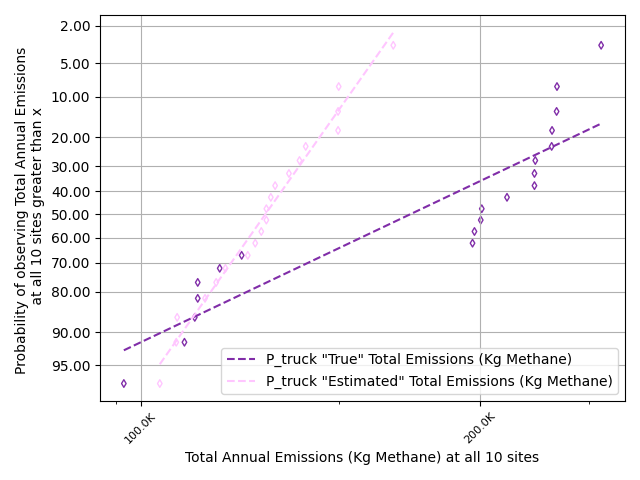 Probability of observing Total Annual Emissions
at all 10 sites greater than x
2.00
5.00
10.00
20.00
30.00
40.00
50.00
60.00
70.00
80.00
90.00
95.00
P_truck "True" Total Emissions (Kg Methane)
P_truck "Estimated" Total Emissions (Kg Methane)
100.0K
200.0K
Total Annual Emissions (Kg Methane) at all 10 sites